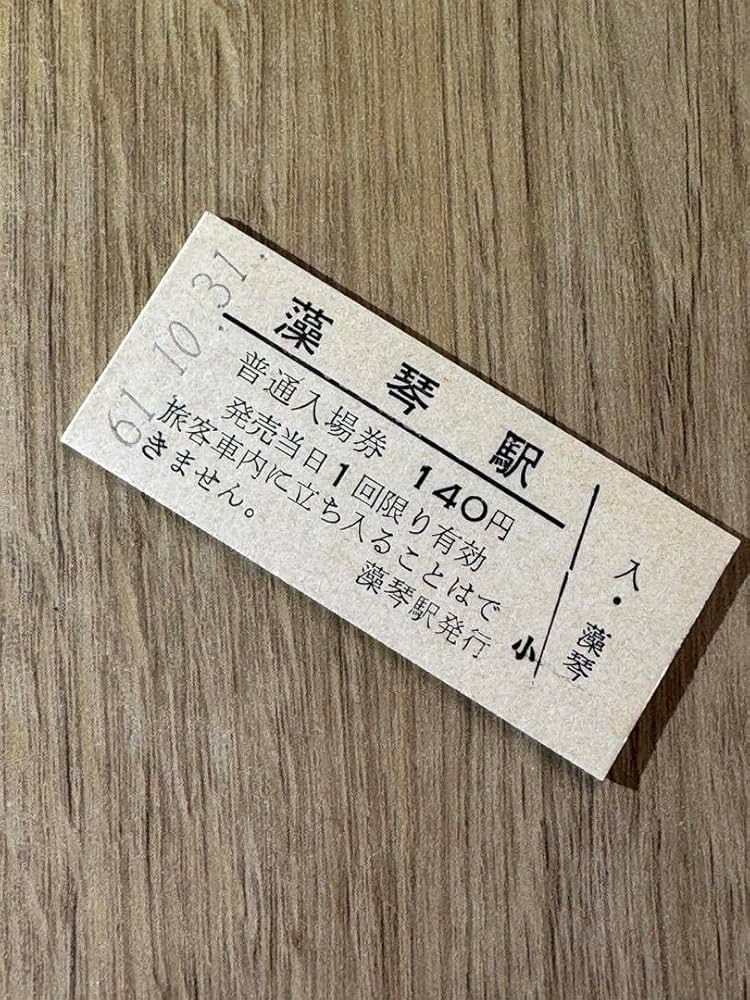 61.10.31.
藻琴駅
普通入場券 140円
発売当日1回限り有効
旅客車内に立ち入ることはで
きません。
藻琴駅発行
小
入・藻琴